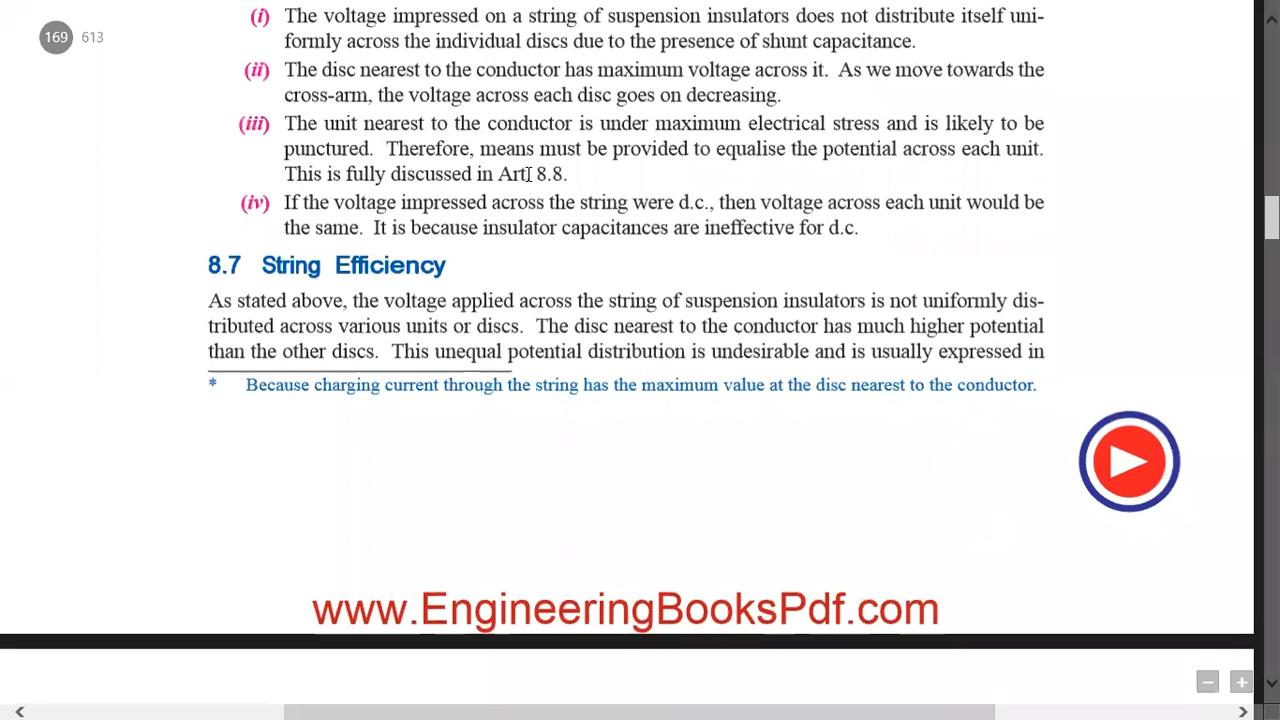 169 613
(i) The voltage impressed on a string of suspension insulators does not distribute itself uni-
formly across the individual discs due to the presence of shunt capacitance.
(ii) The disc nearest to the conductor has maximum voltage across it. As we move towards the
cross-arm, the voltage across each disc goes on decreasing.
(iii) The unit nearest to the conductor is under maximum electrical stress and is likely to be
punctured. Therefore, means must be provided to equalise the potential across each unit.
This is fully discussed in Art. 8.8.
(iv) If the voltage impressed across the string were d.c., then voltage across each unit would be
the same. It is because insulator capacitances are ineffective for d.c.
8.7 String Efficiency
As stated above, the voltage applied across the string of suspension insulators is not uniformly dis-
tributed across various units or discs. The disc nearest to the conductor has much higher potential
than the other discs. This unequal potential distribution is undesirable and is usually expressed in
* Because charging current through the string has the maximum value at the disc nearest to the conductor.
www.EngineeringBooksPdf.com